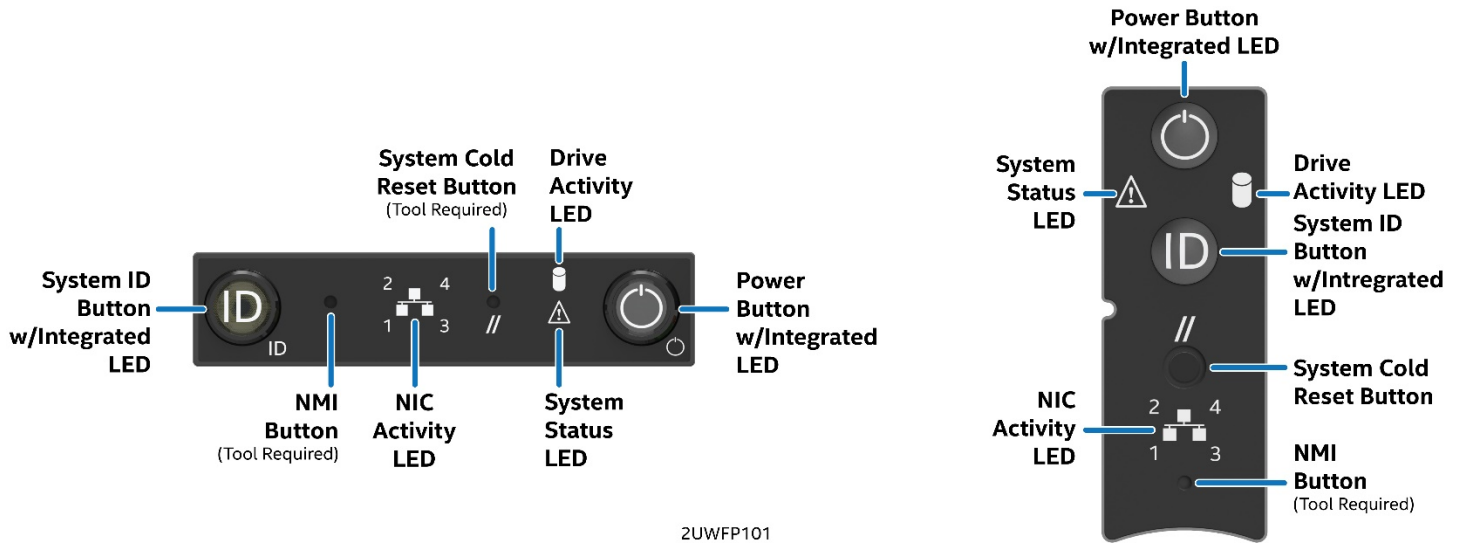 System Cold
Reset Button
(Tool Required)
Drive
Activity
LED
System ID
Button
w/Integrated
LED
ID
ID
2 4
1 3
//
Power
Button
w/Integrated
LED
NMI
Button
(Tool Required)
NIC
Activity
LED
System
Status
LED
2UWFP101
Power Button
w/Integrated LED
System
Status
LED
Drive
Activity LED
ID
System ID
Button
w/Intregrated
LED
//
System Cold
Reset Button
NIC
Activity
LED
2 4
1 3
NMI
Button
(Tool Required)